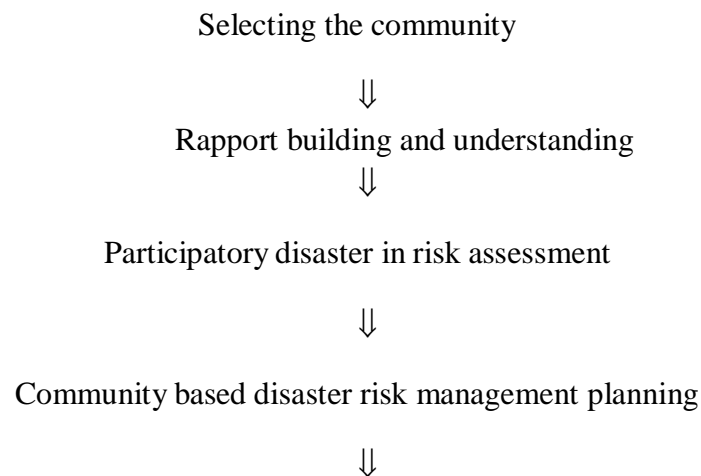 Selecting the community
⇓
Rapport building and understanding
⇓
Participatory disaster in risk assessment
⇓
Community based disaster risk management planning
⇓